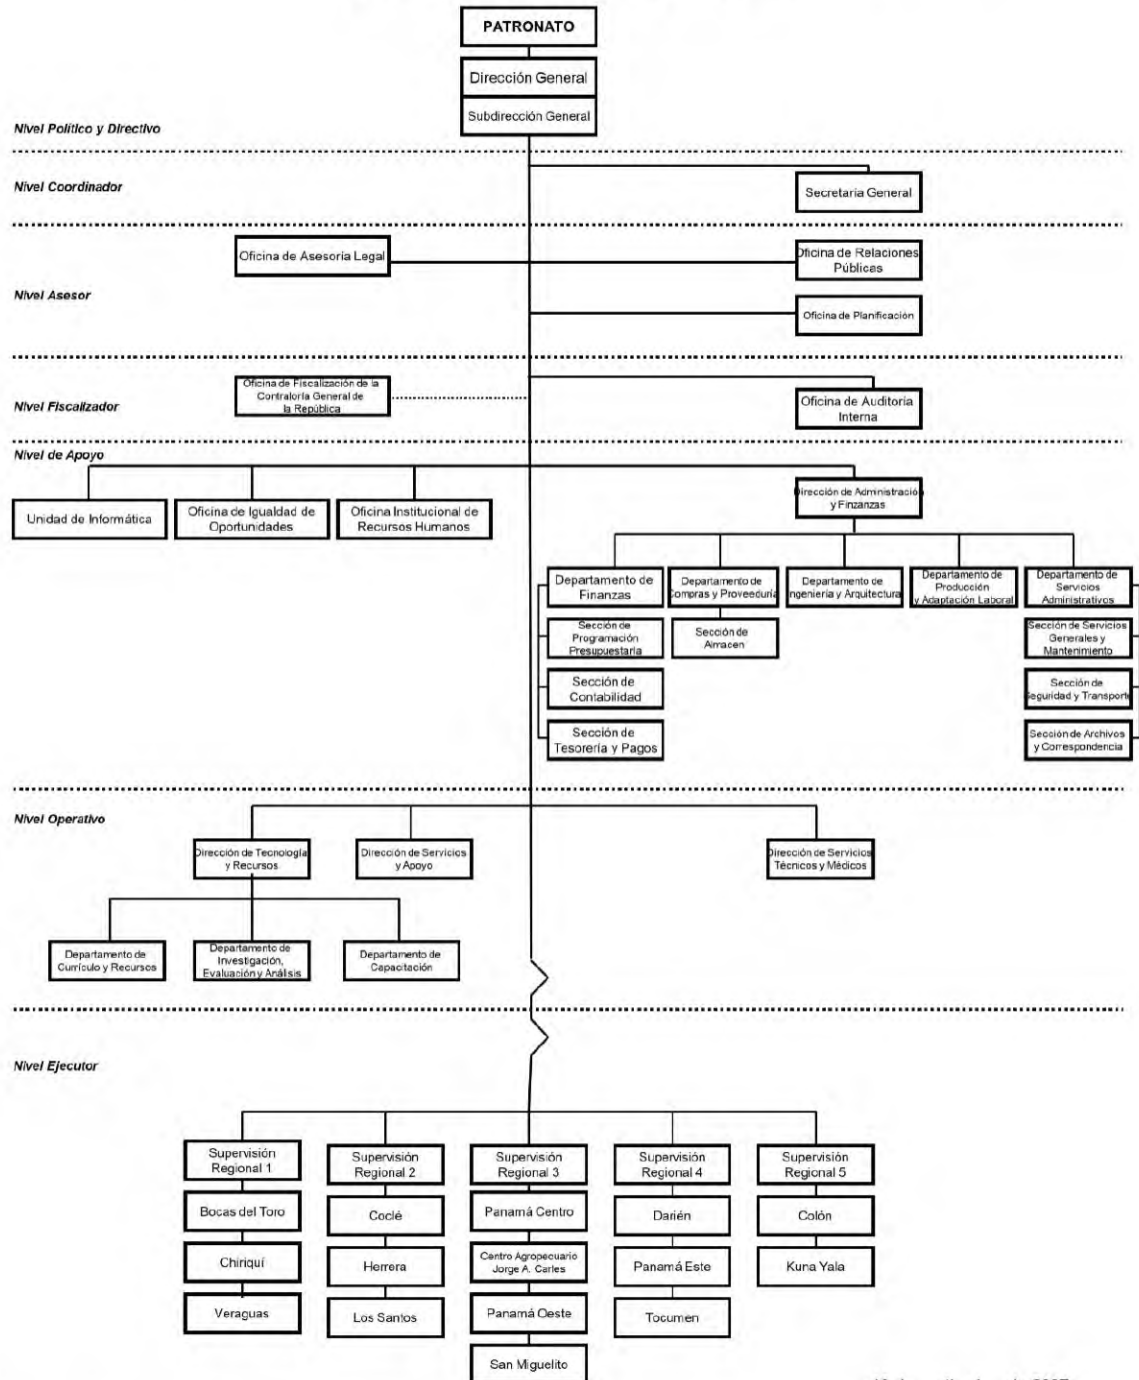 PATRONATO
Dirección General
Subdirección General
Nivel Político y Directivo
Nivel Coordinador
Secretaría General
Oficina de Asesoría Legal
Oficina de Relaciones
Públicas
Nivel Asesor
Oficina de Planificación
Oficina de Fiscalización de la
Contraloría General de
la República
Nivel Fiscalizador
Oficina de Auditoría
Interna
Nivel de Apoyo
Unidad de Informática
Oficina de Igualdad de
Oportunidades
Oficina Institucional de
Recursos Humanos
Dirección de Administración
y Finzanzas
Departamento de
Finanzas
Departamento de
Compras y Proveeduría
Departamento de
Ingeniería y Arquitectura
Departamento de
Producción
y Adaptación Laboral
Departamento de
Servicios
Administrativos
Sección de
Programación
Presupuestaria
Sección de
Almacen
Sección de Servicios
Generales y
Mantenimiento
Sección de
Contabilidad
Sección de
Seguridad y Transporte
Sección de
Tesorería y Pagos
Sección de Archivos
y Correspondencia
Nivel Operativo
Dirección de Tecnología
y Recursos
Dirección de Servicios
y Apoyo
Dirección de Servicios
Técnicos y Médicos
Departamento de
Currículo y Recursos
Departamento de
Investigación,
Evaluación y Análisis
Departamento de
Capacitación
Nivel Ejecutor
Supervisión
Regional 1
Supervisión
Regional 2
Supervisión
Regional 3
Supervisión
Regional 4
Supervisión
Regional 5
Bocas del Toro
Coclé
Panamá Centro
Darién
Colón
Chiriquí
Herrera
Centro Agropecuario
Jorge A. Carles
Panamá Este
Kuna Yala
Veraguas
Los Santos
Panamá Oeste
Tocumen
San Miguelito